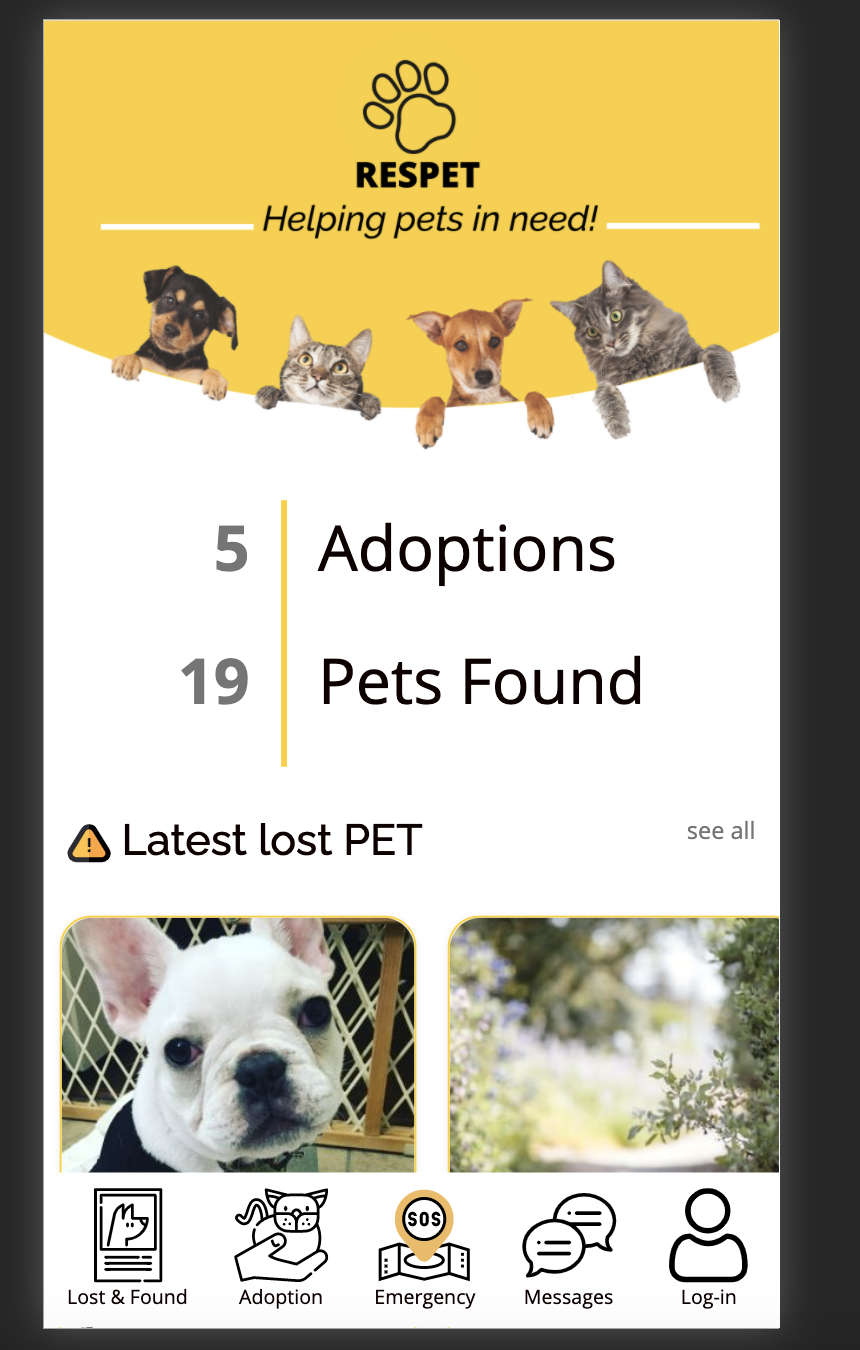 RESPET
Helping pets in need!
5 Adoptions
19 Pets Found
Latest lost PET
see all
SOS
Lost & Found
Adoption
Emergency
Messages
Log-in